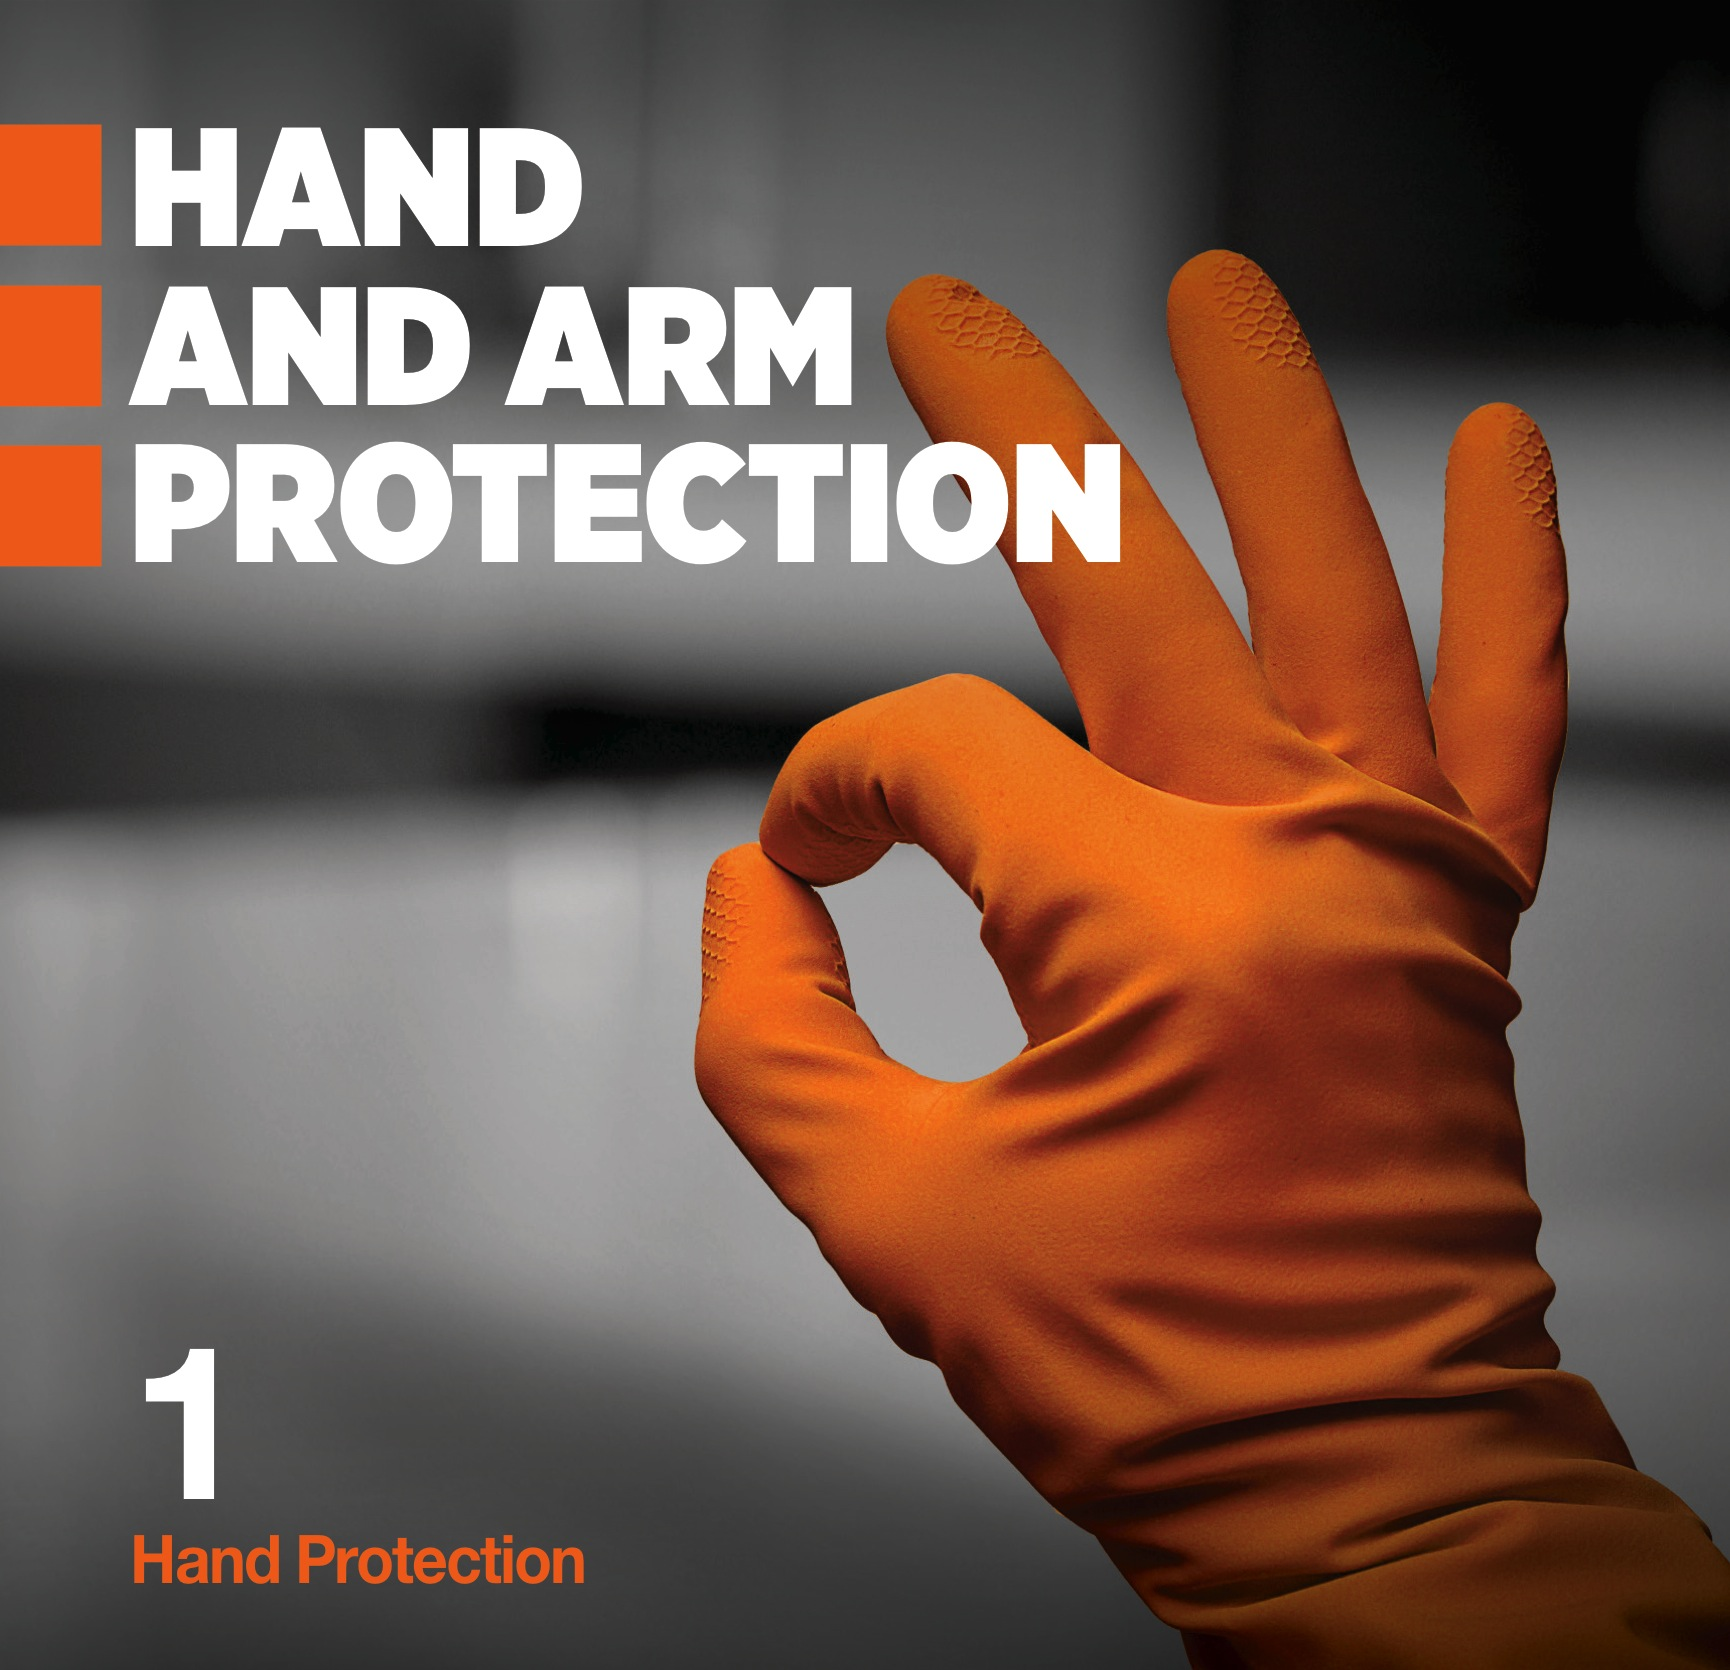 HAND
AND ARM
PROTECTION
1
Hand Protection